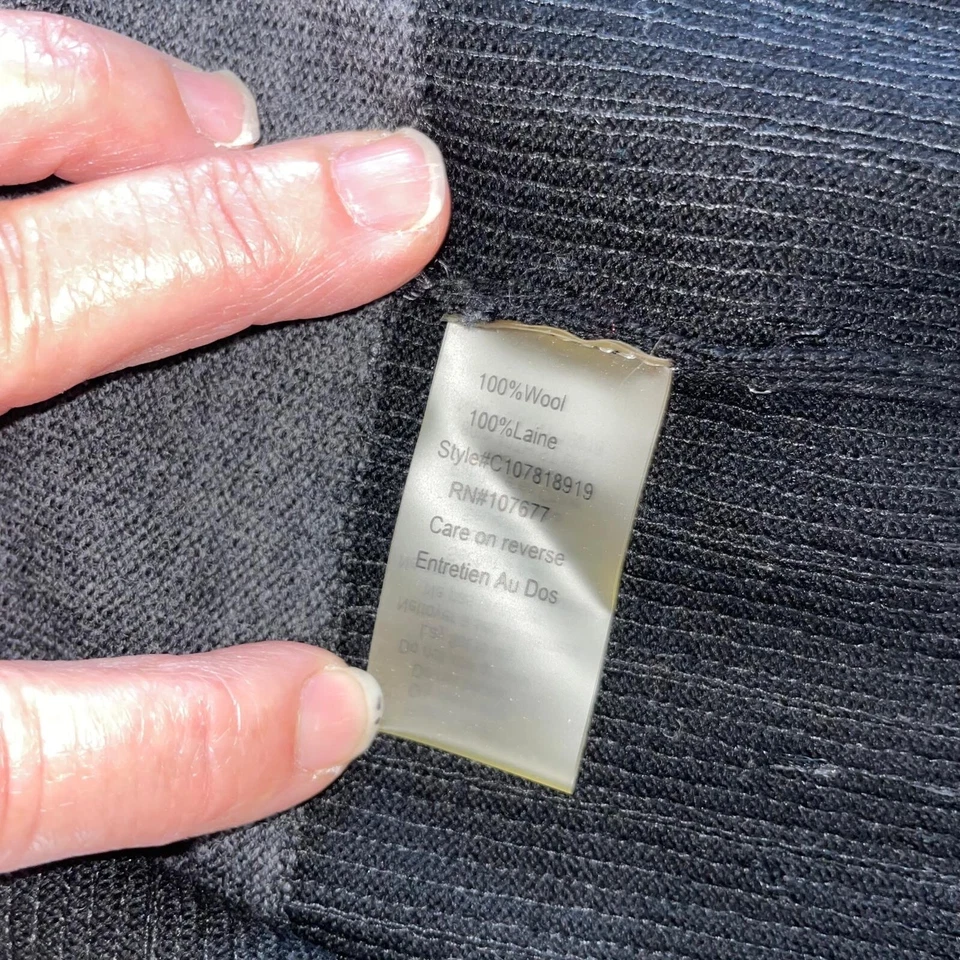 100%Wool
100%Laine
Style#C107818919
RN#107677
Care on reverse
Entretien Au Dos